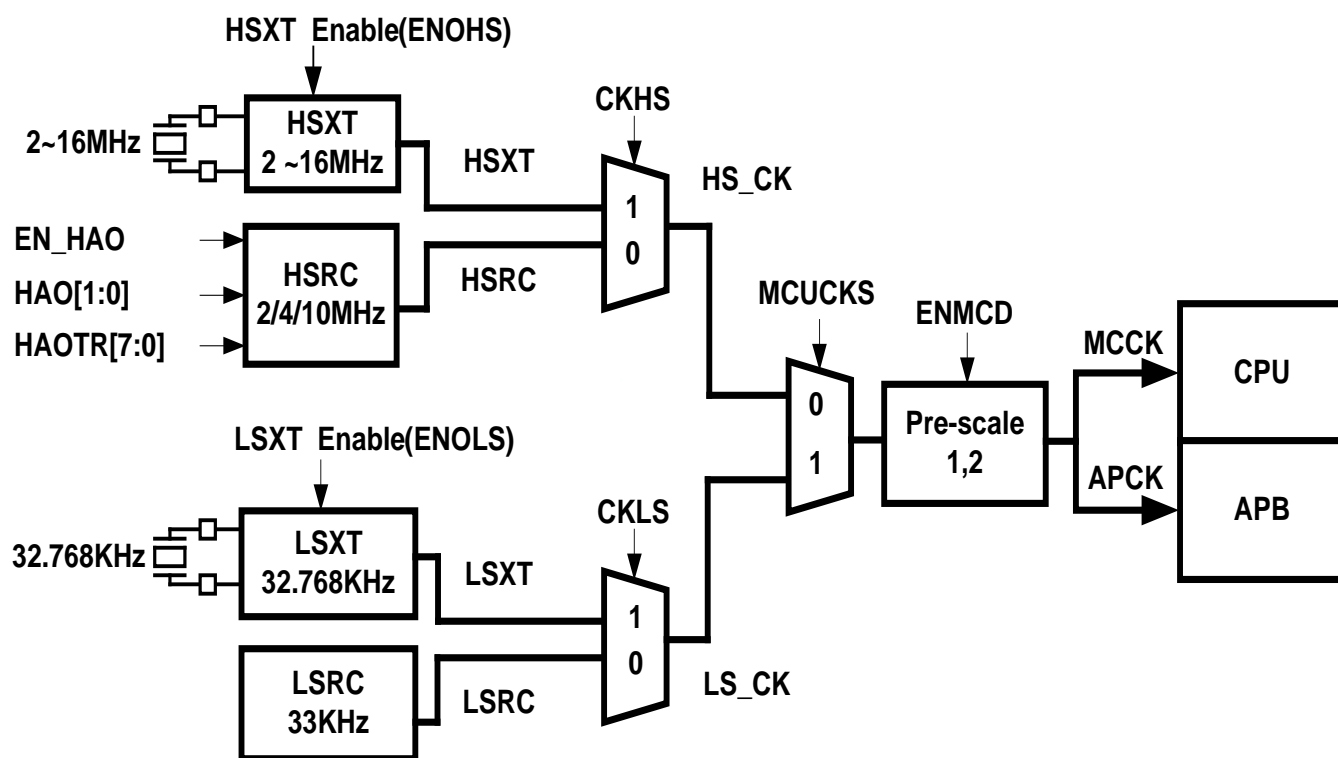 HSXT Enable(ENOHS)
2~16MHz
HSXT
2 ~16MHz
HSXT
CKHS
1
0
HS_CK
EN_HAO
HAO[1:0]
HAOTR[7:0]
HSRC
2/4/10MHz
HSRC
MCUCKS
0
1
ENMCD
Pre-scale
1,2
MCCK
CPU
APCK
APB
LSXT Enable(ENOLS)
32.768KHz
LSXT
32.768KHz
LSXT
CKLS
1
0
LS_CK
LSRC
33KHz
LSRC